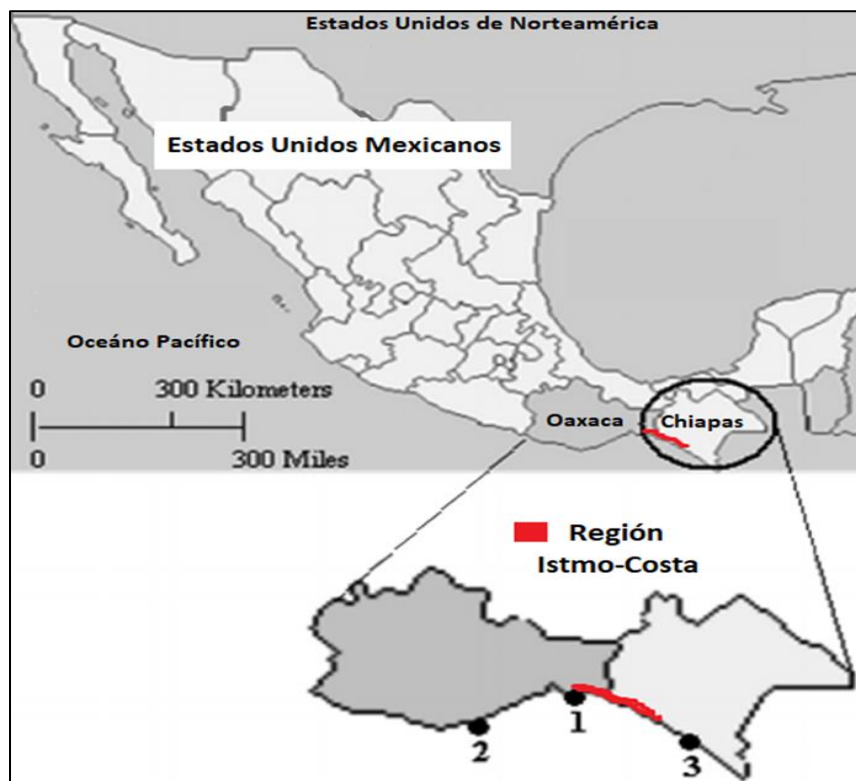 Estados Unidos de Norteamérica
Estados Unidos Mexicanos
Oceáno Pacífico
0 300 Kilometers
0 300 Miles
Oaxaca
Chiapas
Región
Istmo-Costa
1
2
3